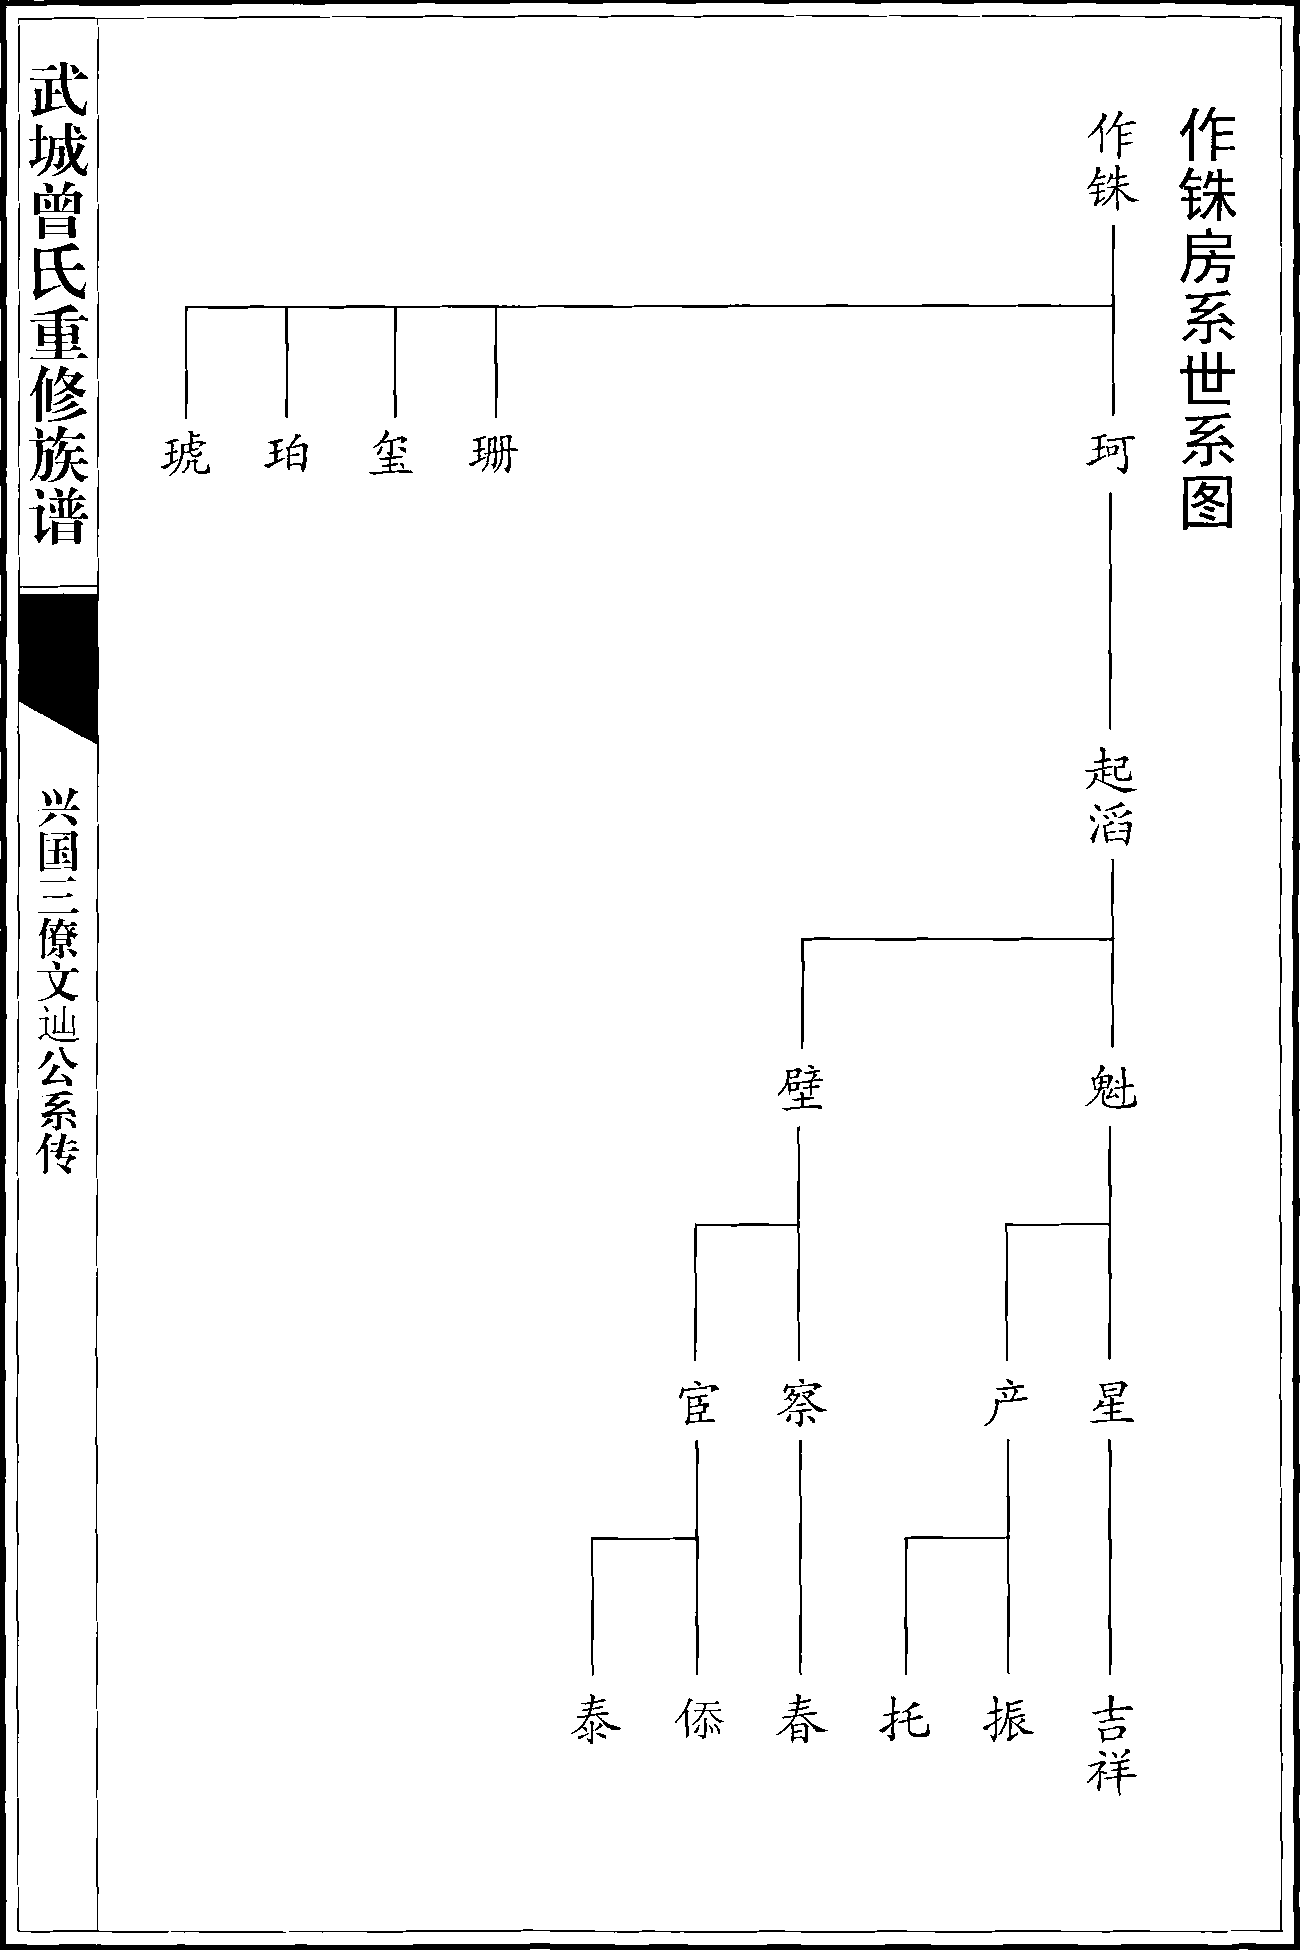 作铢房系世系图
作铢
珂
珊
玺
珀
琥
起滔
魁
壁
星
产
察
宦
吉祥
振
托
春
㤁
泰
武城曾氏重修族谱
兴国三僚文辿公系传